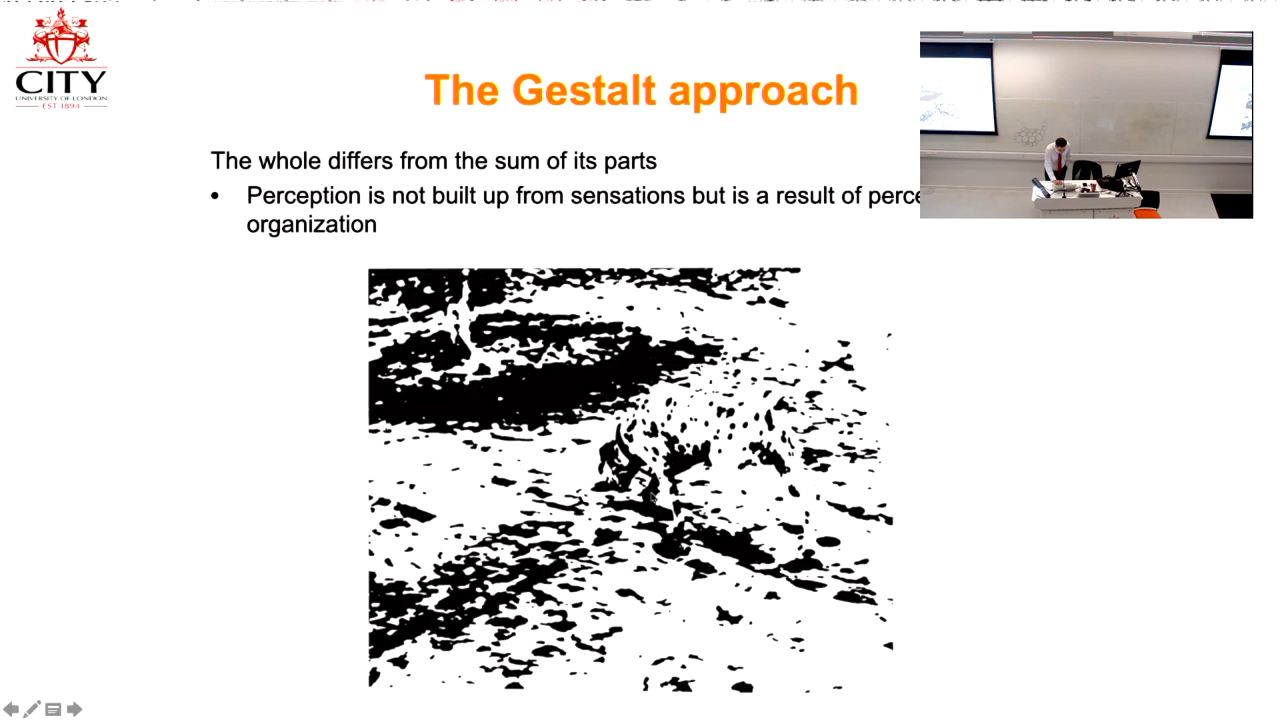 CITY
UNIVERSITY OF LONDON
EST 1894
The Gestalt approach
The whole differs from the sum of its parts
• Perception is not built up from sensations but is a result of
organization